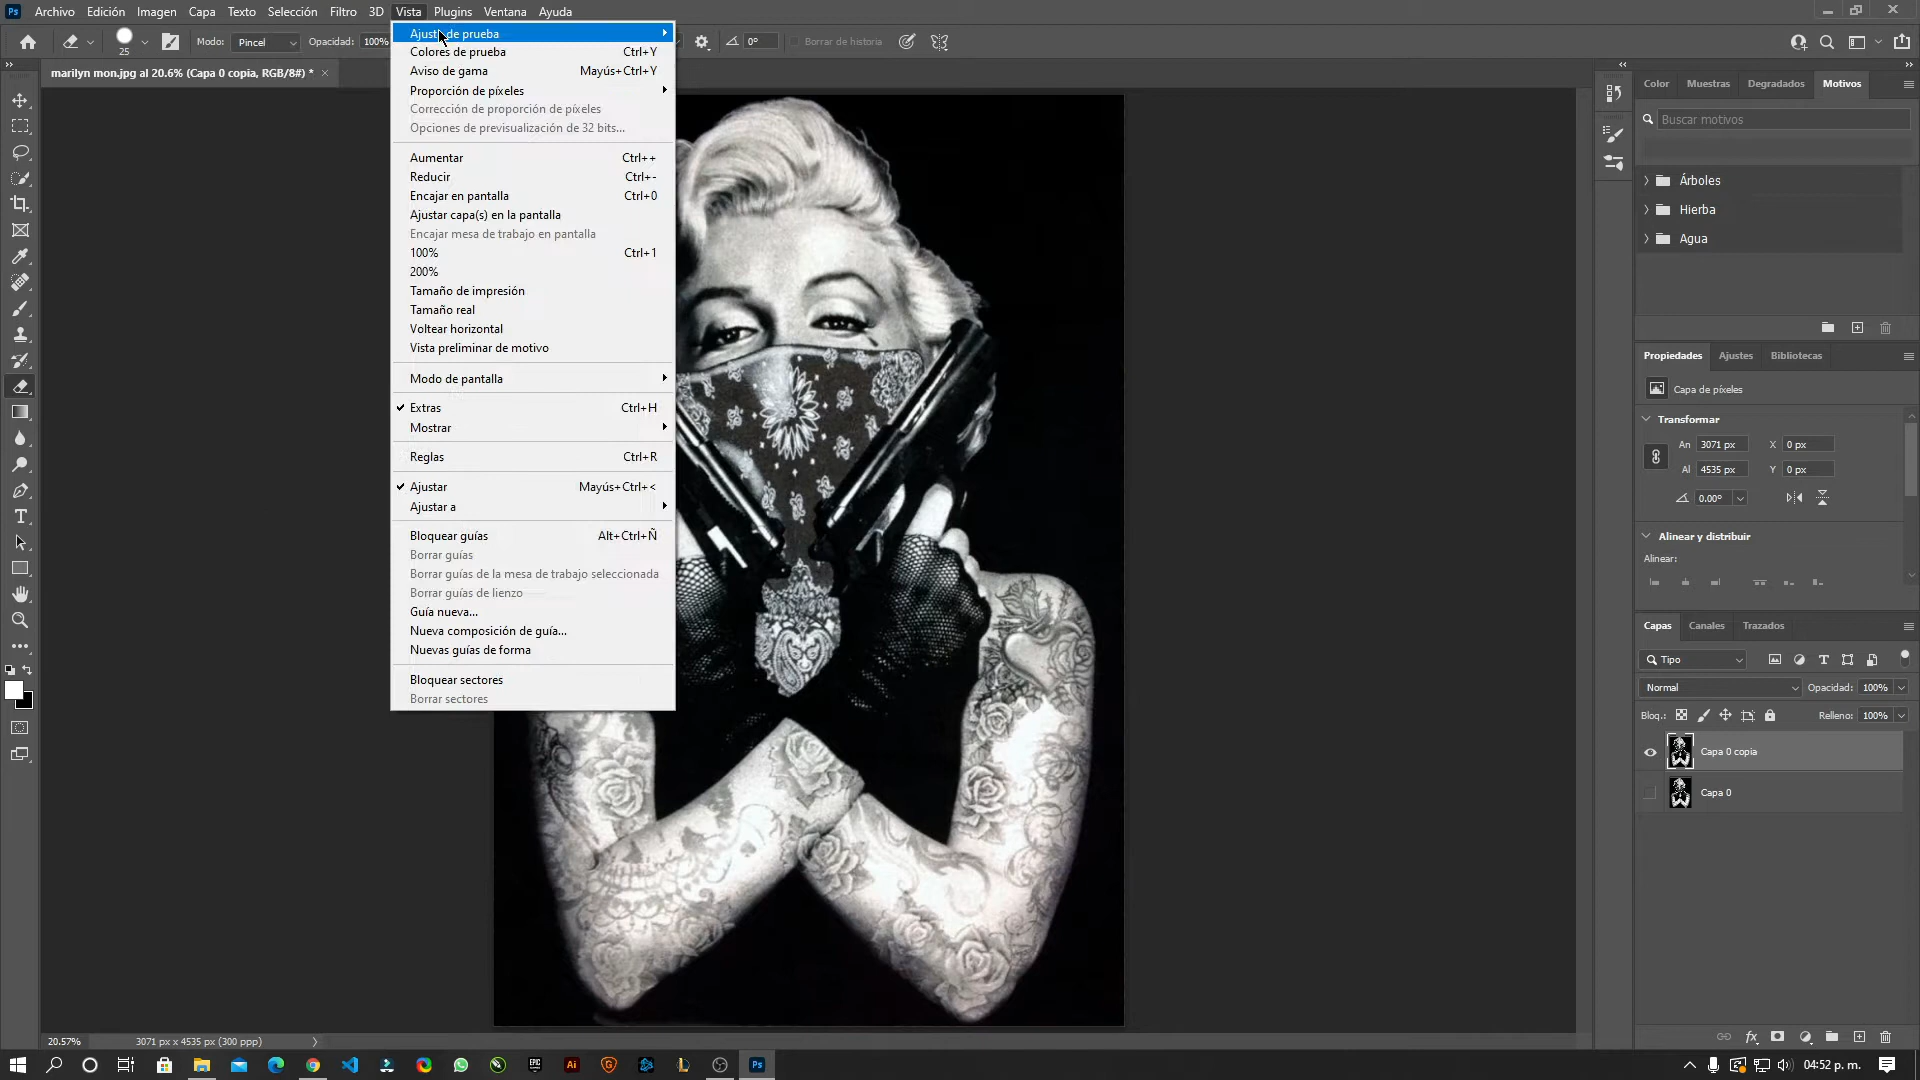 Ps Archivo Edición Imagen Capa Texto Selección Filtro 3D Vista Plugins Ventana Ayuda
25 Modo: Pincel Opacidad: 100% 0° Borrar de historia
marilyn mon.jpg al 20.6% (Capa 0 copia, RGB/8#) *
Ajuste de prueba
Colores de prueba Ctrl+Y
Aviso de gama Mayús+Ctrl+Y
Proporción de píxeles
Corrección de proporción de píxeles
Opciones de previsualización de 32 bits...
Aumentar Ctrl++
Reducir Ctrl+-
Encajar en pantalla Ctrl+0
Ajustar capa(s) en la pantalla
Encajar mesa de trabajo en pantalla
100% Ctrl+1
200%
Tamaño de impresión
Tamaño real
Voltear horizontal
Vista preliminar de motivo
Modo de pantalla
Extras Ctrl+H
Mostrar
Reglas Ctrl+R
Ajustar Mayús+Ctrl+<
Ajustar a
Bloquear guías Alt+Ctrl+Ñ
Borrar guías
Borrar guías de la mesa de trabajo seleccionada
Borrar guías de lienzo
Guía nueva...
Nueva composición de guía...
Nuevas guías de forma
Bloquear sectores
Borrar sectores
Color Muestras Degradados Motivos
Buscar motivos
Árboles
Hierba
Agua
Propiedades Ajustes Bibliotecas
Capa de píxeles
Transformar
An 3071 px X 0 px
Al 4535 px Y 0 px
0.00°
Alinear y distribuir
Alinear:
Capas Canales Trazados
Tipo
Normal Opacidad: 100%
Bloq.: Relleno: 100%
Capa 0 copia
Capa 0
20.57% 3071 px x 4535 px (300 ppp)
EPIC Ai Ps 04:52 p. m.